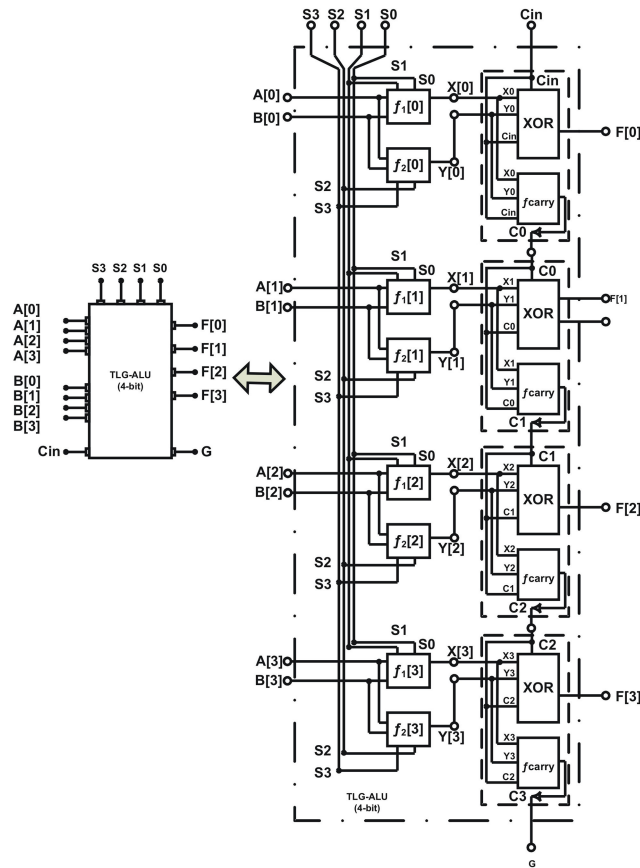 S3 S2 S1 S0
A[0]
A[1]
A[2]
A[3]
B[0]
B[1]
B[2]
B[3]
Cin
TLG-ALU
(4-bit)
F[0]
F[1]
F[2]
F[3]
G
S3 S2 S1 S0
Cin
S1
S0
A[0]
B[0]
f1[0]
f2[0]
S2
S3
X[0]
Y[0]
Cin
X0
Y0
Cin
XOR
F[0]
X0
Y0
Cin
fcarry
C0
S1
S0
A[1]
B[1]
f1[1]
f2[1]
S2
S3
X[1]
Y[1]
C0
X1
Y1
C0
XOR
F[1]
X1
Y1
C0
fcarry
C1
S1
S0
A[2]
B[2]
f1[2]
f2[2]
S2
S3
X[2]
Y[2]
C1
X2
Y2
C1
XOR
F[2]
X2
Y2
C1
fcarry
C2
S1
S0
A[3]
B[3]
f1[3]
f2[3]
S2
S3
X[3]
Y[3]
C2
X3
Y3
C2
XOR
F[3]
X3
Y3
C2
fcarry
C3
TLG-ALU
(4-bit)
G